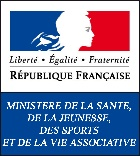 Liberté • Égalité • Fraternité
RÉPUBLIQUE FRANÇAISE
MINISTERE DE LA SANTE,
DE LA JEUNESSE,
DES SPORTS
ET DE LA VIE ASSOCIATIVE